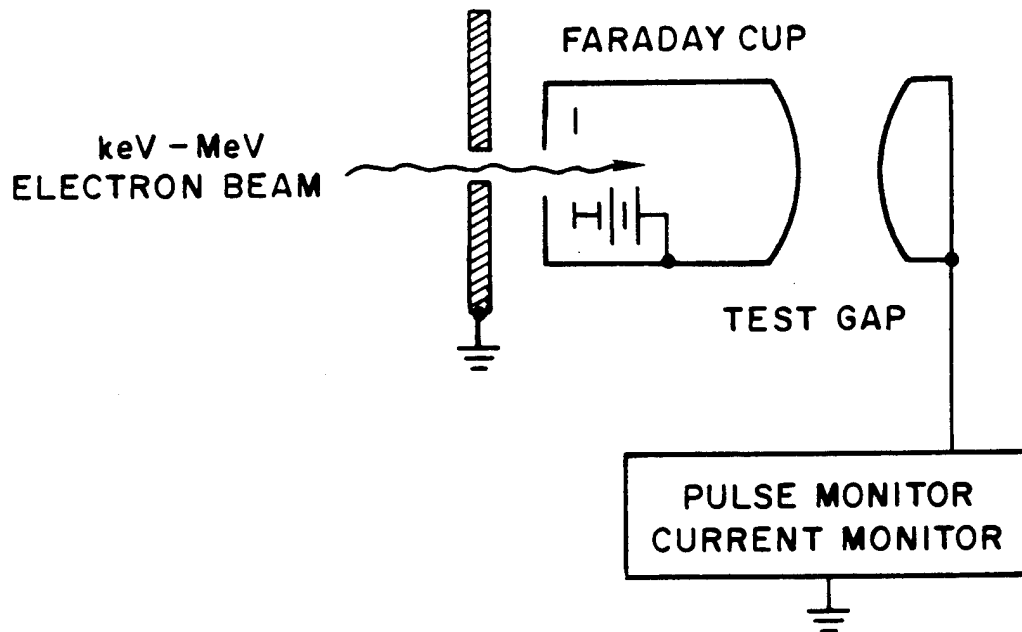 FARADAY CUP
keV - MeV
ELECTRON BEAM
TEST GAP
PULSE MONITOR
CURRENT MONITOR